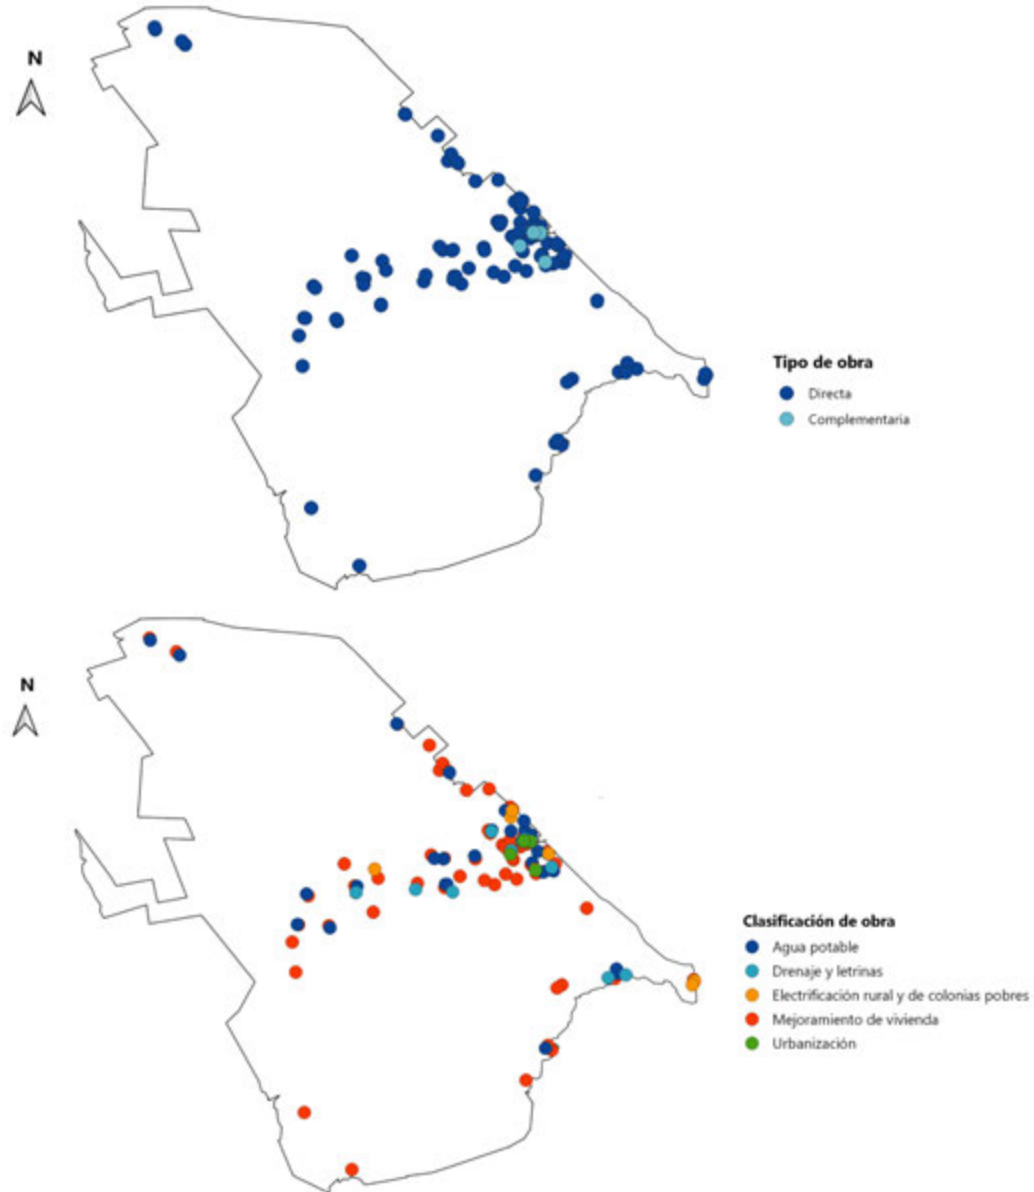 N
Tipo de obra
Directa
Complementaria
N
Clasificación de obra
Agua potable
Drenaje y letrinas
Electrificación rural y de colonias pobres
Mejoramiento de vivienda
Urbanización